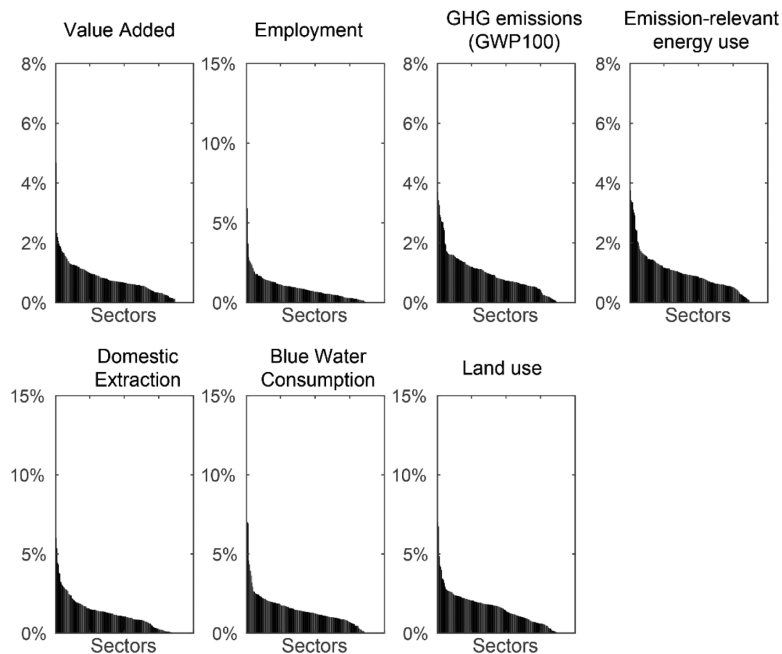 Value Added
8%
6%
4%
2%
0%
Sectors
Employment
15%
10%
5%
0%
Sectors
GHG emissions
(GWP100)
8%
6%
4%
2%
0%
Sectors
Emission-relevant
energy use
8%
6%
4%
2%
0%
Sectors
Domestic
Extraction
15%
10%
5%
0%
Sectors
Blue Water
Consumption
15%
10%
5%
0%
Sectors
Land use
15%
10%
5%
0%
Sectors